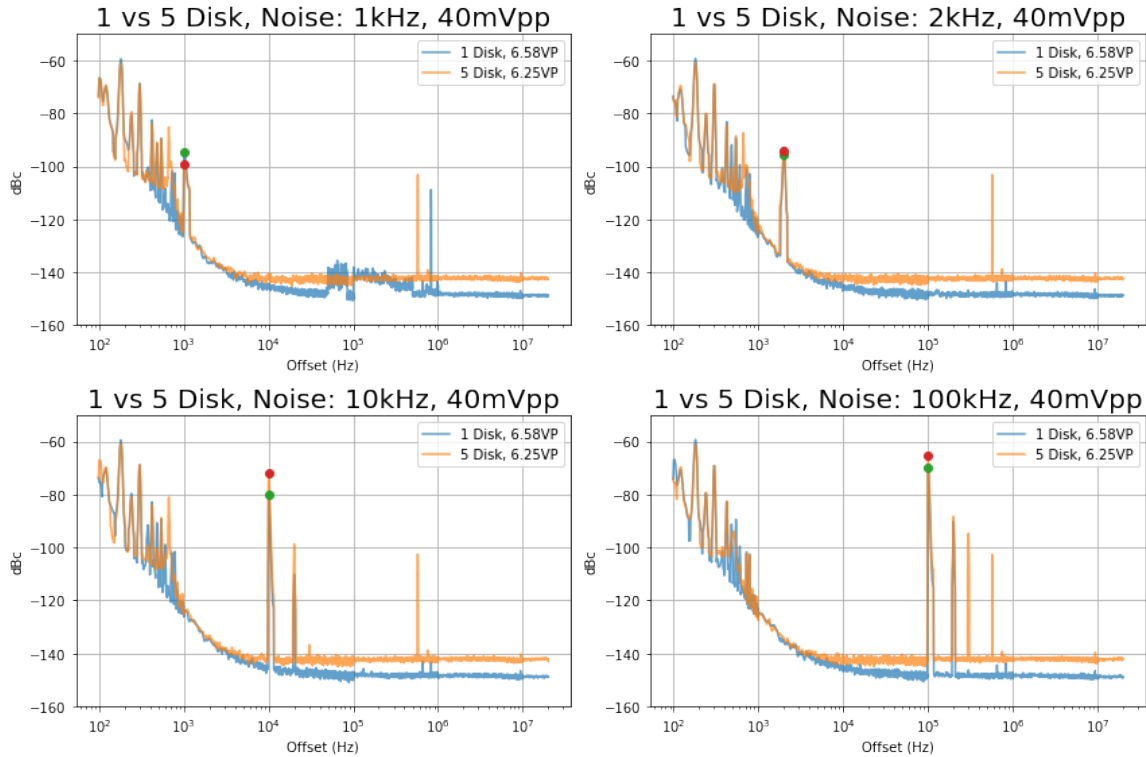 1 vs 5 Disk, Noise: 1kHz, 40mVpp
−60
−80
−100
−120
−140
−160
dBc
1 Disk, 6.58VP
5 Disk, 6.25VP
10²
10³
10⁴
10⁵
10⁶
10⁷
Offset (Hz)
1 vs 5 Disk, Noise: 2kHz, 40mVpp
−60
−80
−100
−120
−140
−160
dBc
1 Disk, 6.58VP
5 Disk, 6.25VP
10²
10³
10⁴
10⁵
10⁶
10⁷
Offset (Hz)
1 vs 5 Disk, Noise: 10kHz, 40mVpp
−60
−80
−100
−120
−140
−160
dBc
1 Disk, 6.58VP
5 Disk, 6.25VP
10²
10³
10⁴
10⁵
10⁶
10⁷
Offset (Hz)
1 vs 5 Disk, Noise: 100kHz, 40mVpp
−60
−80
−100
−120
−140
−160
dBc
1 Disk, 6.58VP
5 Disk, 6.25VP
10²
10³
10⁴
10⁵
10⁶
10⁷
Offset (Hz)